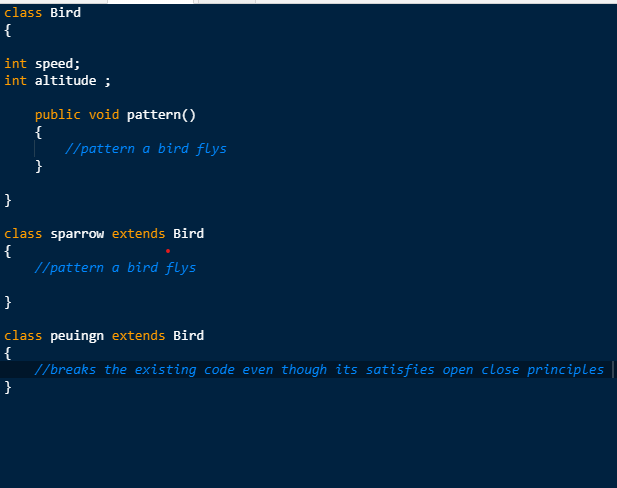 class Bird
{
int speed;
int altitude ;
public void pattern()
{
//pattern a bird flys
}
}
class sparrow extends Bird
{
//pattern a bird flys
}
class peuingn extends Bird
{
//breaks the existing code even though its satisfies open close principles
}